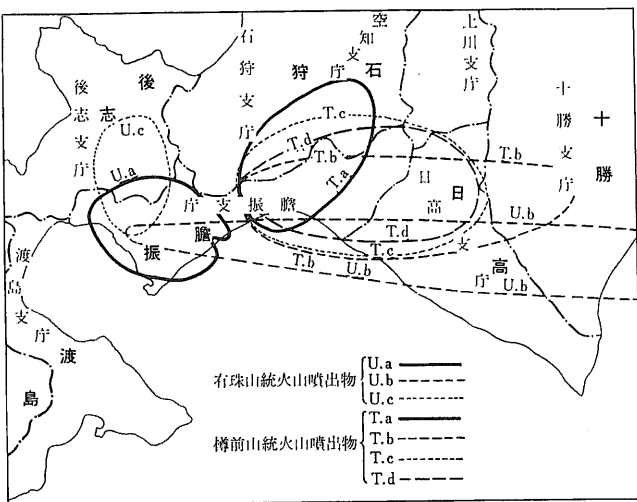 後志
後志支庁
石狩支庁
空知支庁
石狩
上川支庁
十勝支庁
十勝
U.c
U.a
T.c
T.d
T.b
T.a
T.b
胆振支庁
日高
日高支庁
U.b
胆振
T.d
T.c
T.b
U.b
U.b
渡島支庁
渡島
有珠山統火山噴出物
U.a
U.b
U.c
樽前山統火山噴出物
T.a
T.b
T.c
T.d